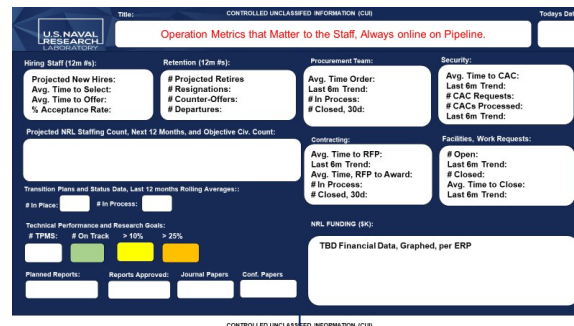 Title:
CONTROLLED UNCLASSIFED INFORMATION (CUI)
Todays Dat
U.S. NAVAL
RESEARCH
LABORATORY
Operation Metrics that Matter to the Staff, Always online on Pipeline.
Hiring Staff (12m #s):
Projected New Hires:
Avg. Time to Select:
Avg. Time to Offer:
% Acceptance Rate:
Retention (12m #s):
# Projected Retires
# Resignations:
# Counter-Offers:
# Departures:
Procurement Team:
Avg. Time Order:
Last 6m Trend:
# In Process:
# Closed, 30d:
Security:
Avg. Time to CAC:
Last 6m Trend:
# CAC Requests:
# CACs Processed:
Last 6m Trend:
Projected NRL Staffing Count, Next 12 Months, and Objective Civ. Count:
Contracting:
Avg. Time to RFP:
Last 6m Trend:
Avg. Time, RFP to Award:
# In Process:
# Closed, 30d:
Facilities, Work Requests:
# Open:
Last 6m Trend:
# Closed:
Avg. Time to Close:
Last 6m Trend:
Transition Plans and Status Data, Last 12 months Rolling Averages::
# In Place:
# In Process:
Technical Performance and Research Goals:
# TPMS:
# On Track
> 10%
> 25%
NRL FUNDING ($K):
TBD Financial Data, Graphed, per ERP
Planned Reports:
Reports Approved:
Journal Papers
Conf. Papers
CONTROLLED UNCLASSIFED INFORMATION (CUI)